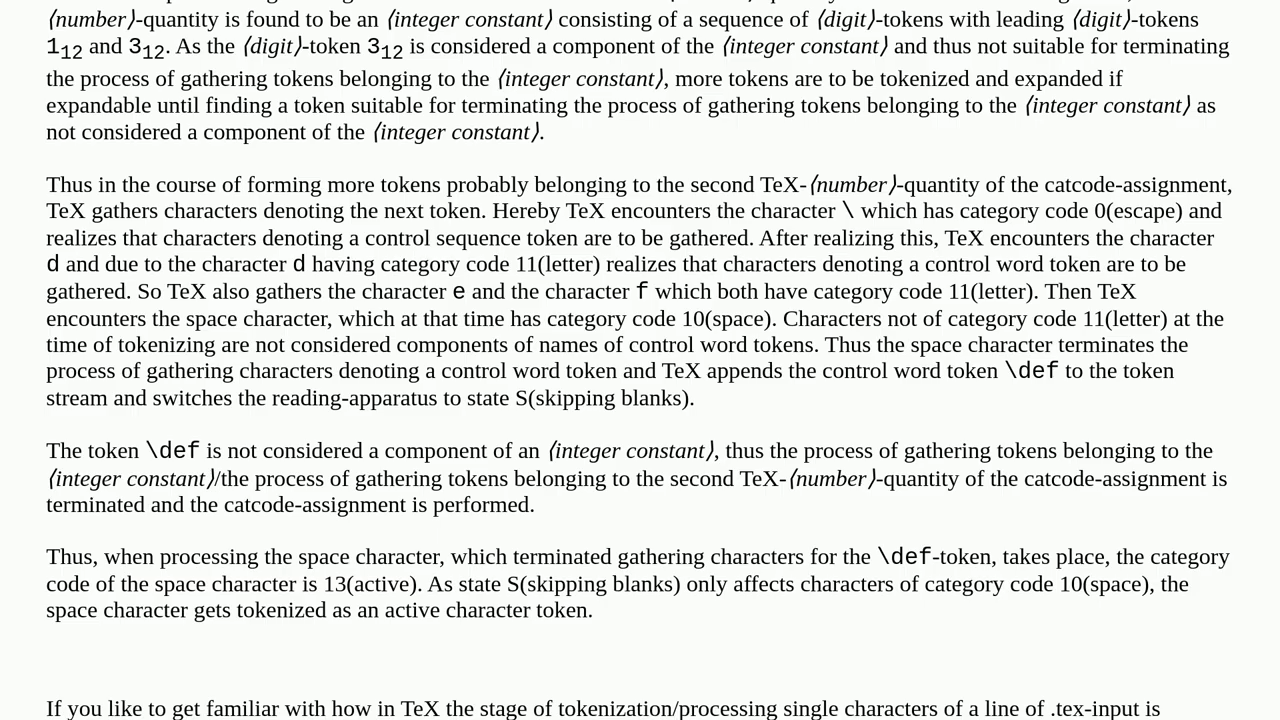 ⟨number⟩-quantity is found to be an ⟨integer constant⟩ consisting of a sequence of ⟨digit⟩-tokens with leading ⟨digit⟩-tokens
1₁₂ and 3₁₂. As the ⟨digit⟩-token 3₁₂ is considered a component of the ⟨integer constant⟩ and thus not suitable for terminating
the process of gathering tokens belonging to the ⟨integer constant⟩, more tokens are to be tokenized and expanded if
expandable until finding a token suitable for terminating the process of gathering tokens belonging to the ⟨integer constant⟩ as
not considered a component of the ⟨integer constant⟩.
Thus in the course of forming more tokens probably belonging to the second TeX-⟨number⟩-quantity of the catcode-assignment,
TeX gathers characters denoting the next token. Hereby TeX encounters the character \ which has category code 0(escape) and
realizes that characters denoting a control sequence token are to be gathered. After realizing this, TeX encounters the character
d and due to the character d having category code 11(letter) realizes that characters denoting a control word token are to be
gathered. So TeX also gathers the character e and the character f which both have category code 11(letter). Then TeX
encounters the space character, which at that time has category code 10(space). Characters not of category code 11(letter) at the
time of tokenizing are not considered components of names of control word tokens. Thus the space character terminates the
process of gathering characters denoting a control word token and TeX appends the control word token \def to the token
stream and switches the reading-apparatus to state S(skipping blanks).
The token \def is not considered a component of an ⟨integer constant⟩, thus the process of gathering tokens belonging to the
⟨integer constant⟩/the process of gathering tokens belonging to the second TeX-⟨number⟩-quantity of the catcode-assignment is
terminated and the catcode-assignment is performed.
Thus, when processing the space character, which terminated gathering characters for the \def-token, takes place, the category
code of the space character is 13(active). As state S(skipping blanks) only affects characters of category code 10(space), the
space character gets tokenized as an active character token.
If you like to get familiar with how in TeX the stage of tokenization/processing single characters of a line of .tex-input is